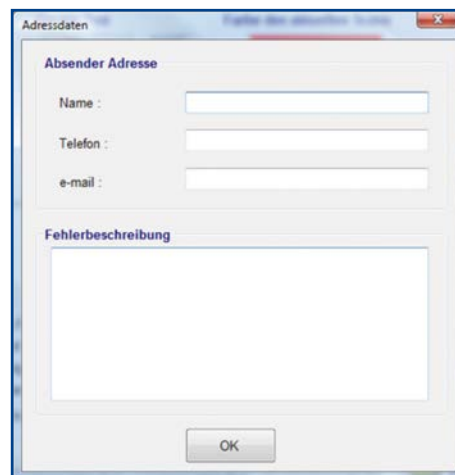 Adressdaten
Absender Adresse
Name :
Telefon :
e-mail :
Fehlerbeschreibung
OK